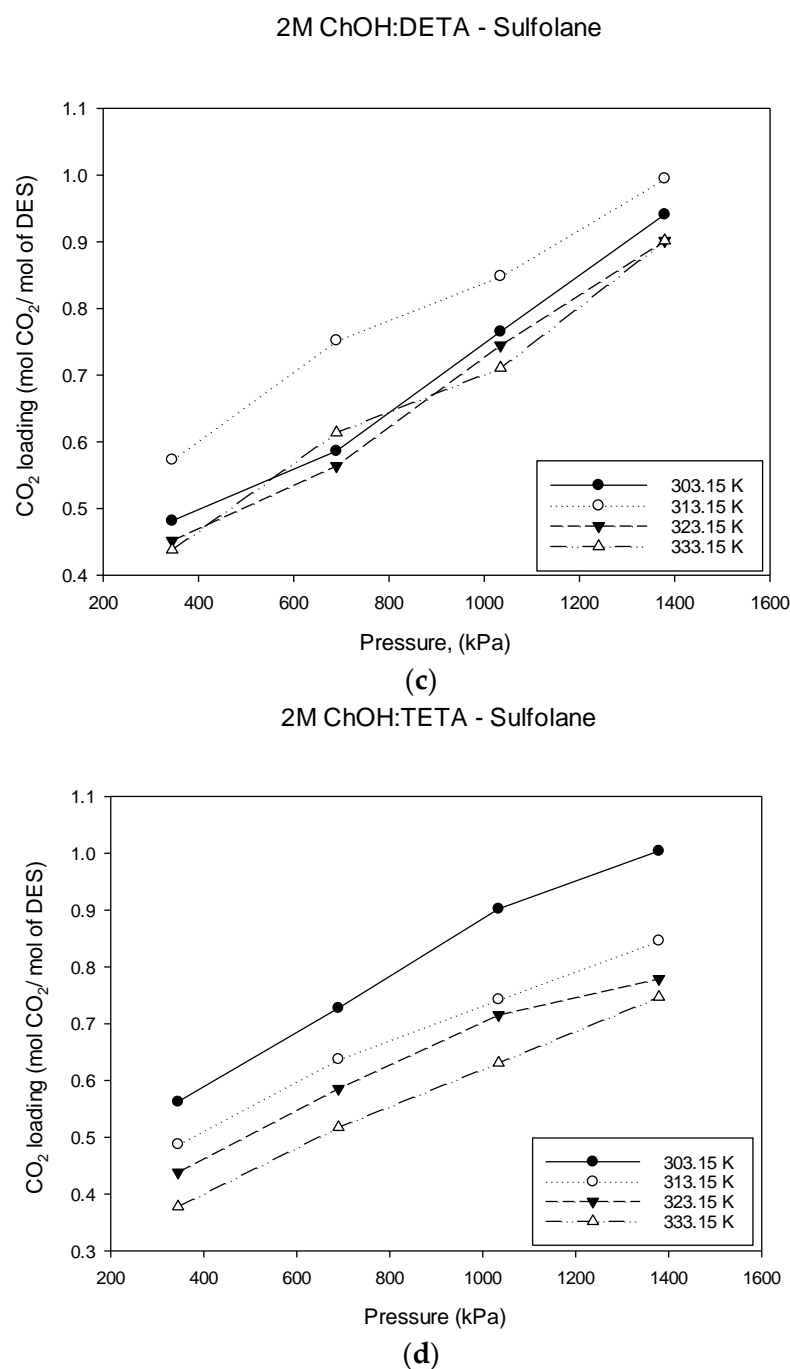 2M ChOH:DETA - Sulfolane
1.1
1.0
0.9
0.8
0.7
0.6
0.5
0.4
CO₂ loading (mol CO₂/ mol of DES)
303.15 K
313.15 K
323.15 K
333.15 K
200 400 600 800 1000 1200 1400 1600
Pressure, (kPa)
(c)
2M ChOH:TETA - Sulfolane
1.1
1.0
0.9
0.8
0.7
0.6
0.5
0.4
0.3
CO₂ loading (mol CO₂/ mol of DES)
303.15 K
313.15 K
323.15 K
333.15 K
200 400 600 800 1000 1200 1400 1600
Pressure (kPa)
(d)